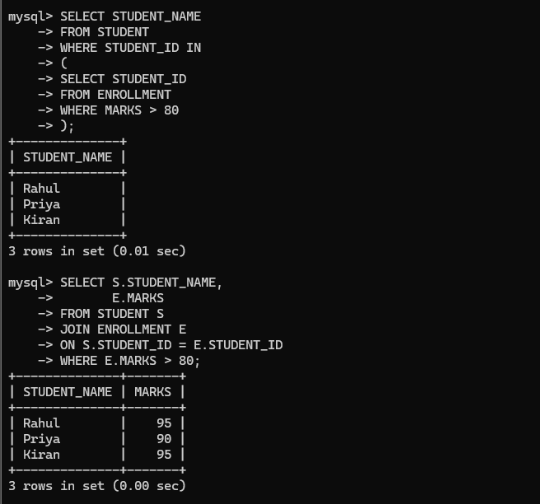 mysql> SELECT STUDENT_NAME
    -> FROM STUDENT
    -> WHERE STUDENT_ID IN
    -> (
    -> SELECT STUDENT_ID
    -> FROM ENROLLMENT
    -> WHERE MARKS > 80
    -> );
+--------------+
| STUDENT_NAME |
+--------------+
| Rahul        |
| Priya        |
| Kiran        |
+--------------+
3 rows in set (0.01 sec)

mysql> SELECT S.STUDENT_NAME,
    ->        E.MARKS
    -> FROM STUDENT S
    -> JOIN ENROLLMENT E
    -> ON S.STUDENT_ID = E.STUDENT_ID
    -> WHERE E.MARKS > 80;
+--------------+-------+
| STUDENT_NAME | MARKS |
+--------------+-------+
| Rahul        |    95 |
| Priya        |    90 |
| Kiran        |    95 |
+--------------+-------+
3 rows in set (0.00 sec)